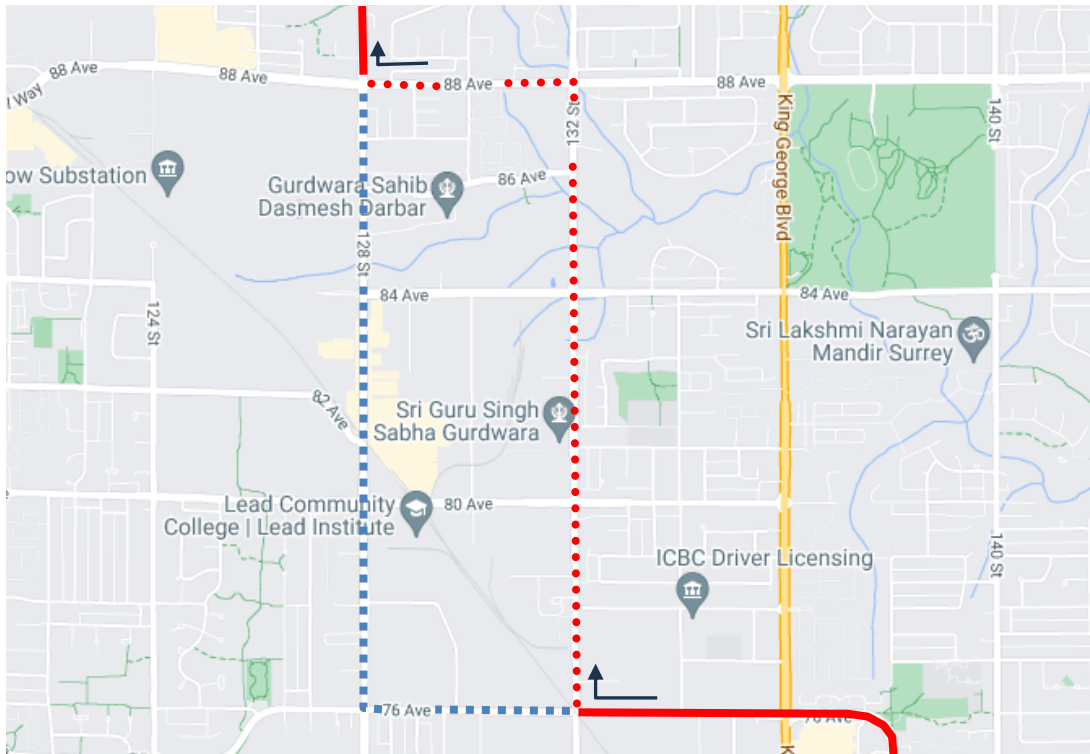 88 Ave
88 Ave
88 Ave
88 Ave
Way
132 St
King George Blvd
140 St
ow Substation
86 Ave
Gurdwara Sahib
Dasmesh Darbar
128 St
84 Ave
84 Ave
124 St
Sri Lakshmi Narayan
Mandir Surrey
82 Ave
Sri Guru Singh
Sabha Gurdwara
Lead Community
College | Lead Institute
80 Ave
140 St
ICBC Driver Licensing
76 Ave
Ave
K